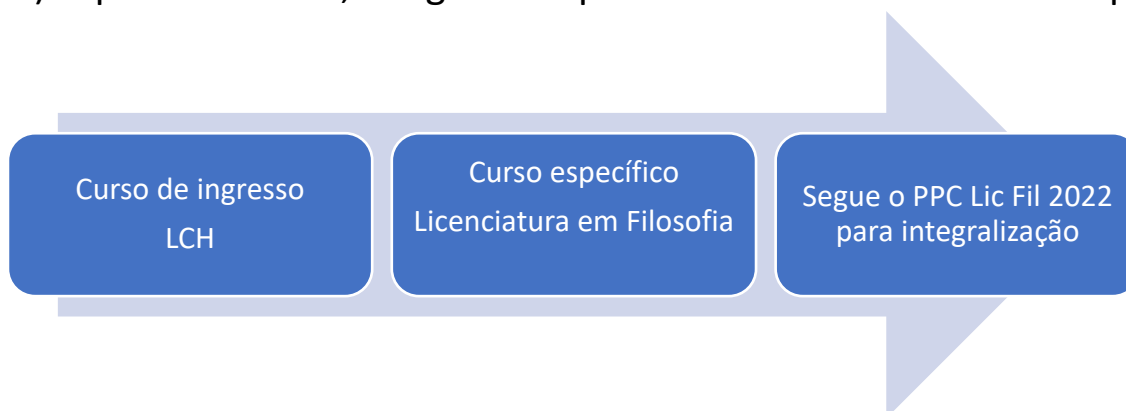 Curso de ingresso
LCH
Curso específico
Licenciatura em Filosofia
Segue o PPC Lic Fil 2022
para integralização